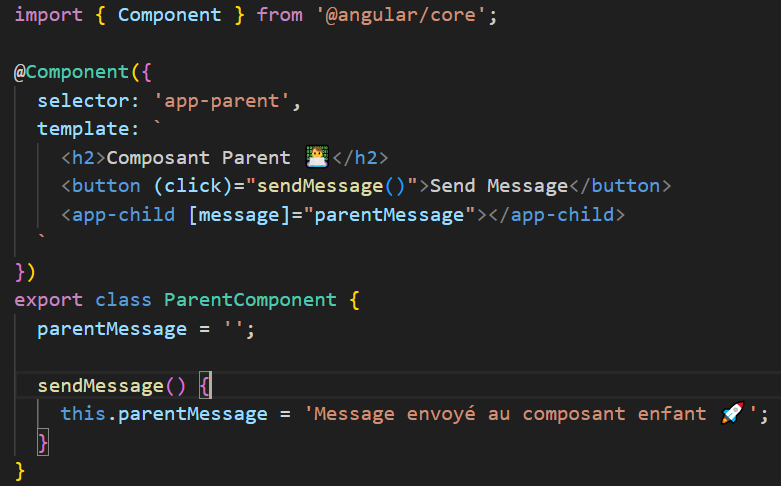 import { Component } from '@angular/core';

@Component({
  selector: 'app-parent',
  template: `
    <h2>Composant Parent 👨‍💻</h2>
    <button (click)="sendMessage()">Send Message</button>
    <app-child [message]="parentMessage"></app-child>
  `
})
export class ParentComponent {
  parentMessage = '';

  sendMessage() {
    this.parentMessage = 'Message envoyé au composant enfant 🚀';
  }
}